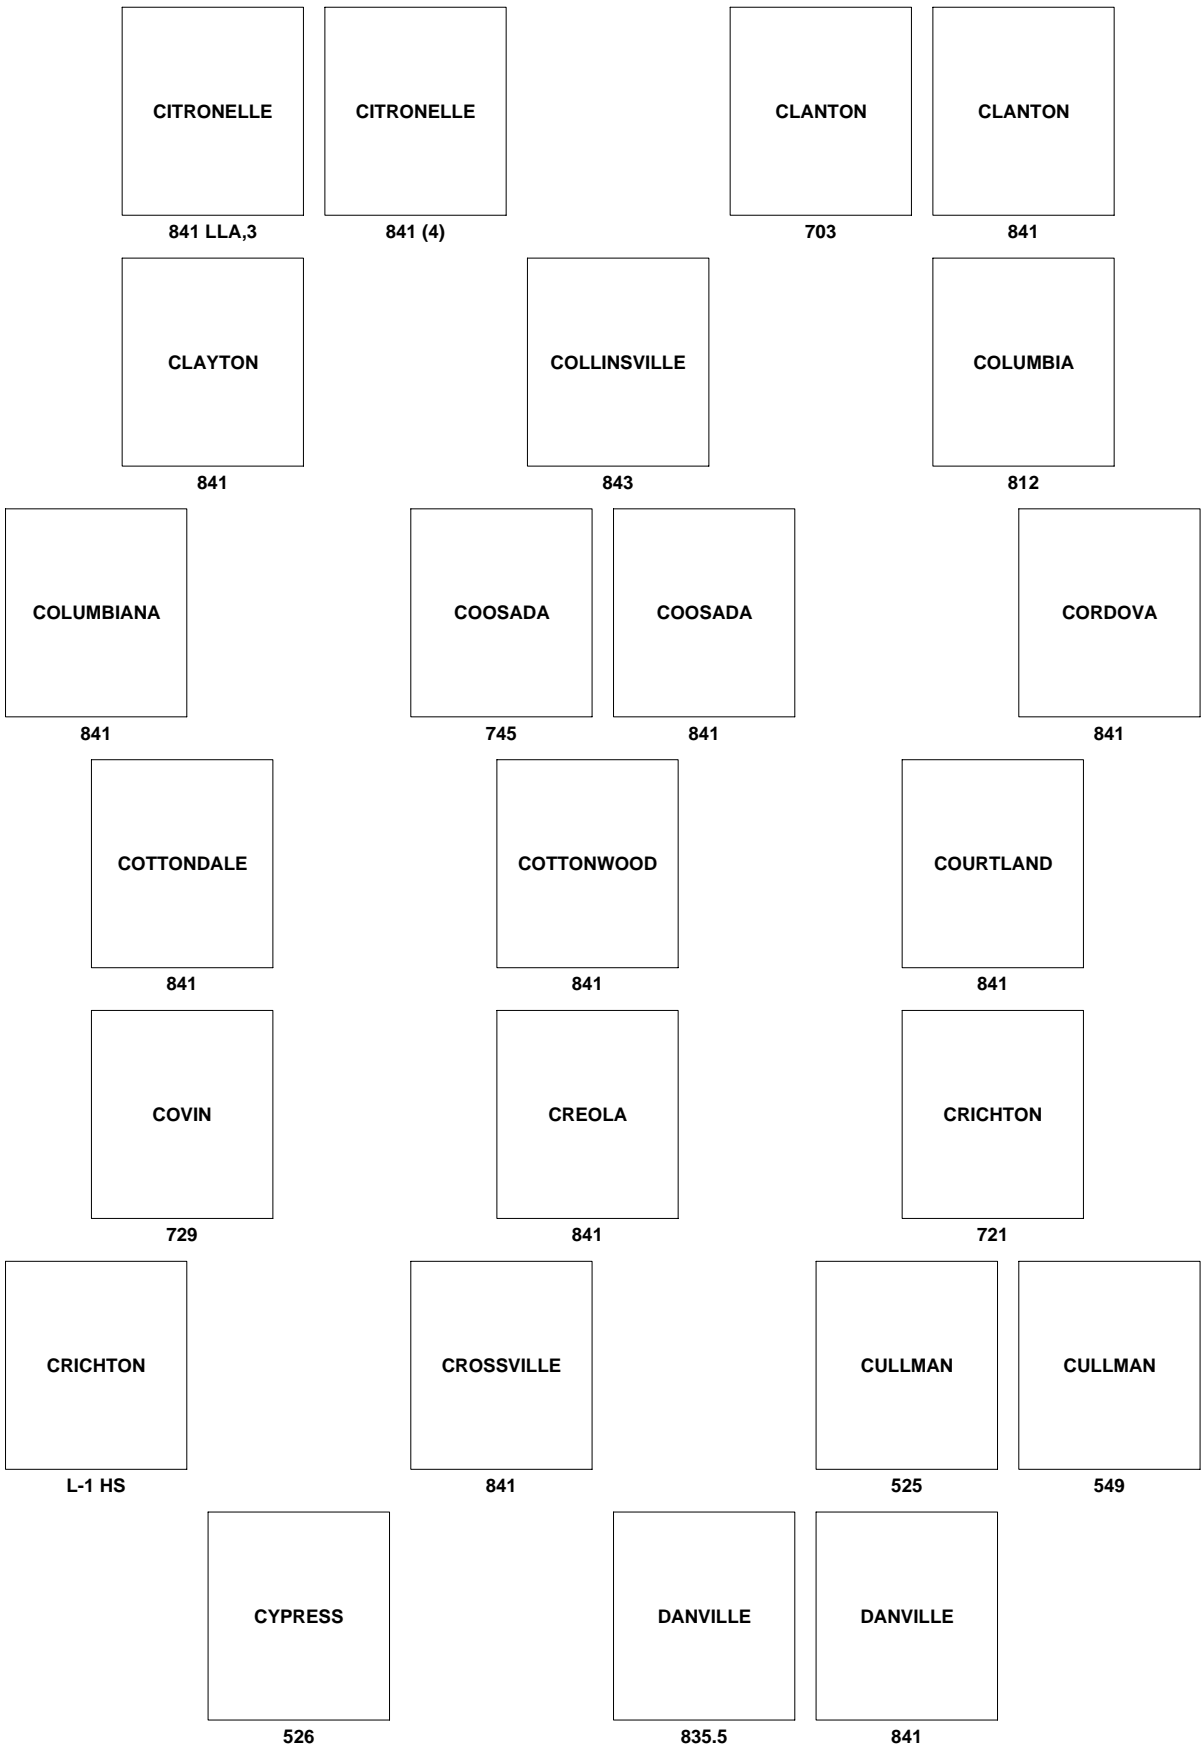 CITRONELLE CITRONELLE CLANTON CLANTON
841 LLA,3 841 (4) 703 841
CLAYTON COLLINSVILLE COLUMBIA
841 843 812
COLUMBIANA COOSADA COOSADA CORDOVA
841 745 841 841
COTTONDALE COTTONWOOD COURTLAND
841 841 841
COVIN CREOLA CRICHTON
729 841 721
CRICHTON CROSSVILLE CULLMAN CULLMAN
L-1 HS 841 525 549
CYPRESS DANVILLE DANVILLE
526 835.5 841